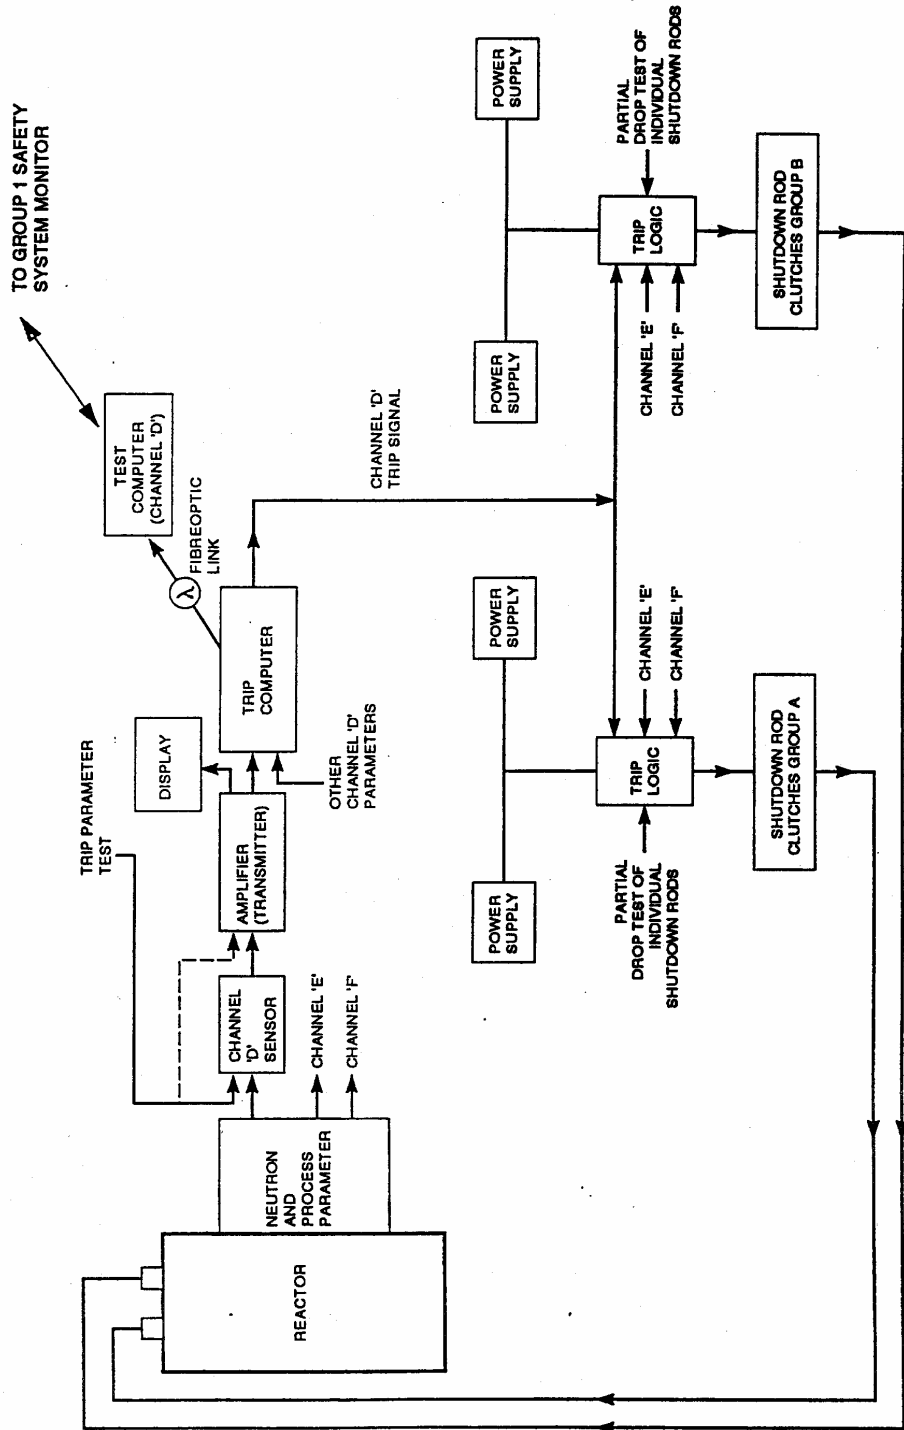 TO GROUP 1 SAFETY
SYSTEM MONITOR
TEST
COMPUTER
(CHANNEL 'D')
λ
FIBREOPTIC
LINK
TRIP PARAMETER
TEST
DISPLAY
REACTOR
NEUTRON
AND
PROCESS
PARAMETER
CHANNEL
'D'
SENSOR
AMPLIFIER
(TRANSMITTER)
TRIP
COMPUTER
CHANNEL 'E'
CHANNEL 'F'
OTHER
CHANNEL 'D'
PARAMETERS
CHANNEL 'D'
TRIP SIGNAL
POWER
SUPPLY
POWER
SUPPLY
POWER
SUPPLY
POWER
SUPPLY
PARTIAL
DROP TEST OF
INDIVIDUAL
SHUTDOWN RODS
TRIP
LOGIC
CHANNEL 'E'
CHANNEL 'F'
CHANNEL 'E'
CHANNEL 'F'
TRIP
LOGIC
PARTIAL
DROP TEST OF
INDIVIDUAL
SHUTDOWN RODS
SHUTDOWN ROD
CLUTCHES GROUP A
SHUTDOWN ROD
CLUTCHES GROUP B